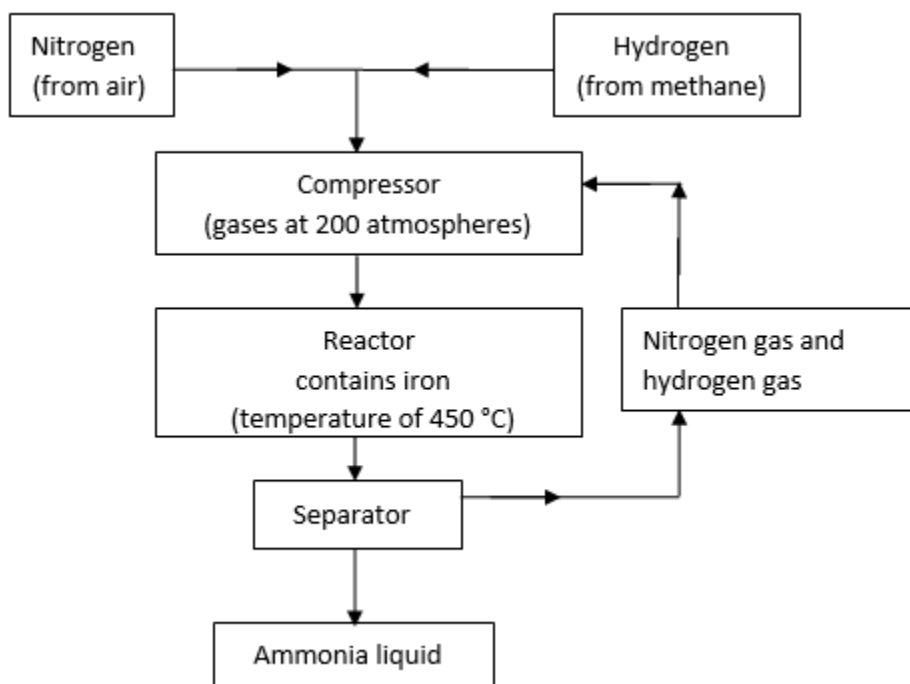 Nitrogen
(from air)
Hydrogen
(from methane)
Compressor
(gases at 200 atmospheres)
Reactor
contains iron
(temperature of 450 °C)
Nitrogen gas and
hydrogen gas
Separator
Ammonia liquid